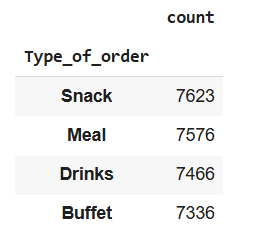 count
Type_of_order
Snack 7623
Meal 7576
Drinks 7466
Buffet 7336